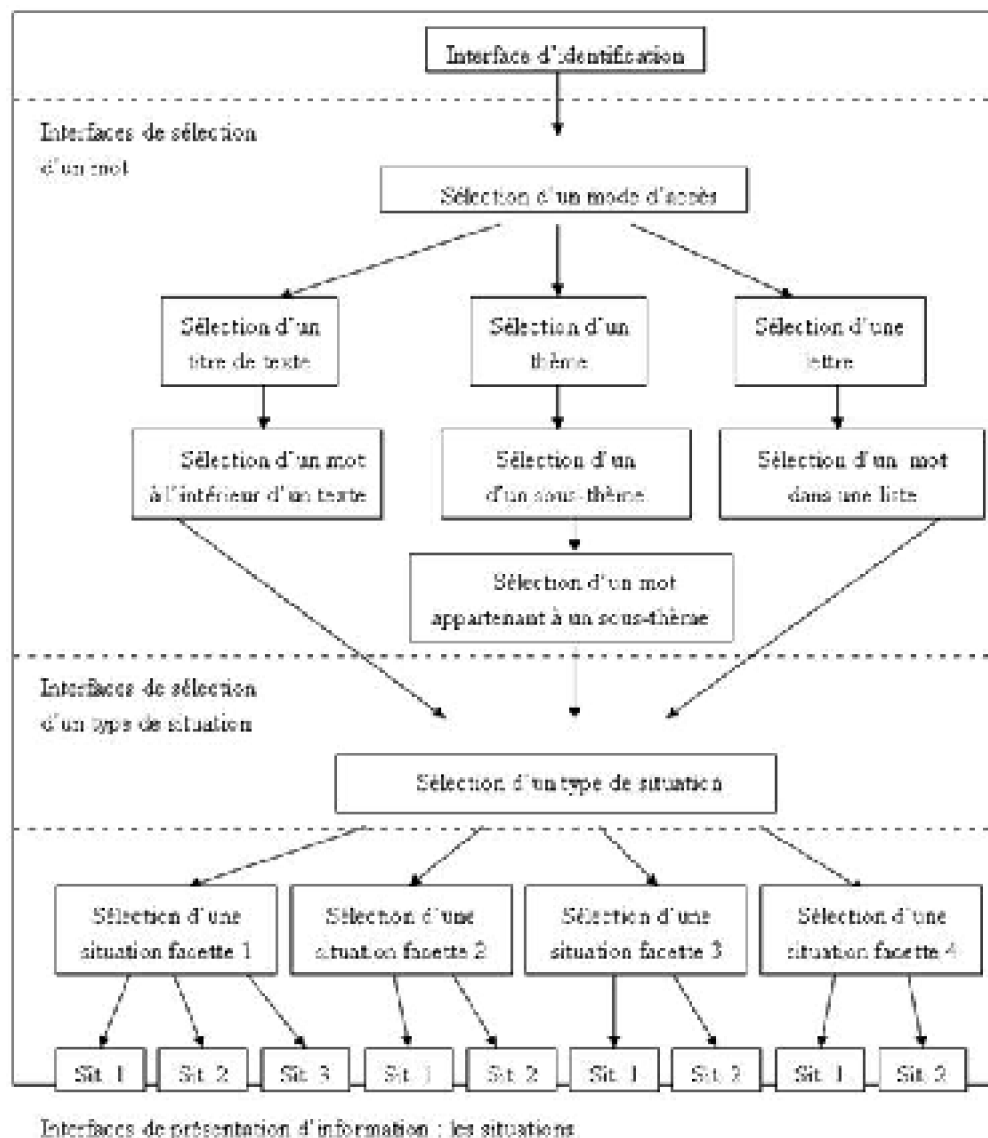 Interface d'identification
Interfaces de sélection
d'un mot
Sélection d'un mode d'accès
Sélection d'un
titre de texte
Sélection d'un
thème
Sélection d'une
lettre
Sélection d'un mot
à l'intérieur d'un texte
Sélection d'un
d'un sous-thème
Sélection d'un mot
dans une liste
Sélection d'un mot
appartenant à un sous-thème
Interfaces de sélection
d'un type de situation
Sélection d'un type de situation
Sélection d'une
situation facette 1
Sélection d'une
situation facette 2
Sélection d'une
situation facette 3
Sélection d'une
situation facette 4
Sit. 1
Sit. 2
Sit. 3
Sit. 1
Sit. 2
Sit. 1
Sit. 2
Sit. 1
Sit. 2
Interfaces de présentation d'information : les situations